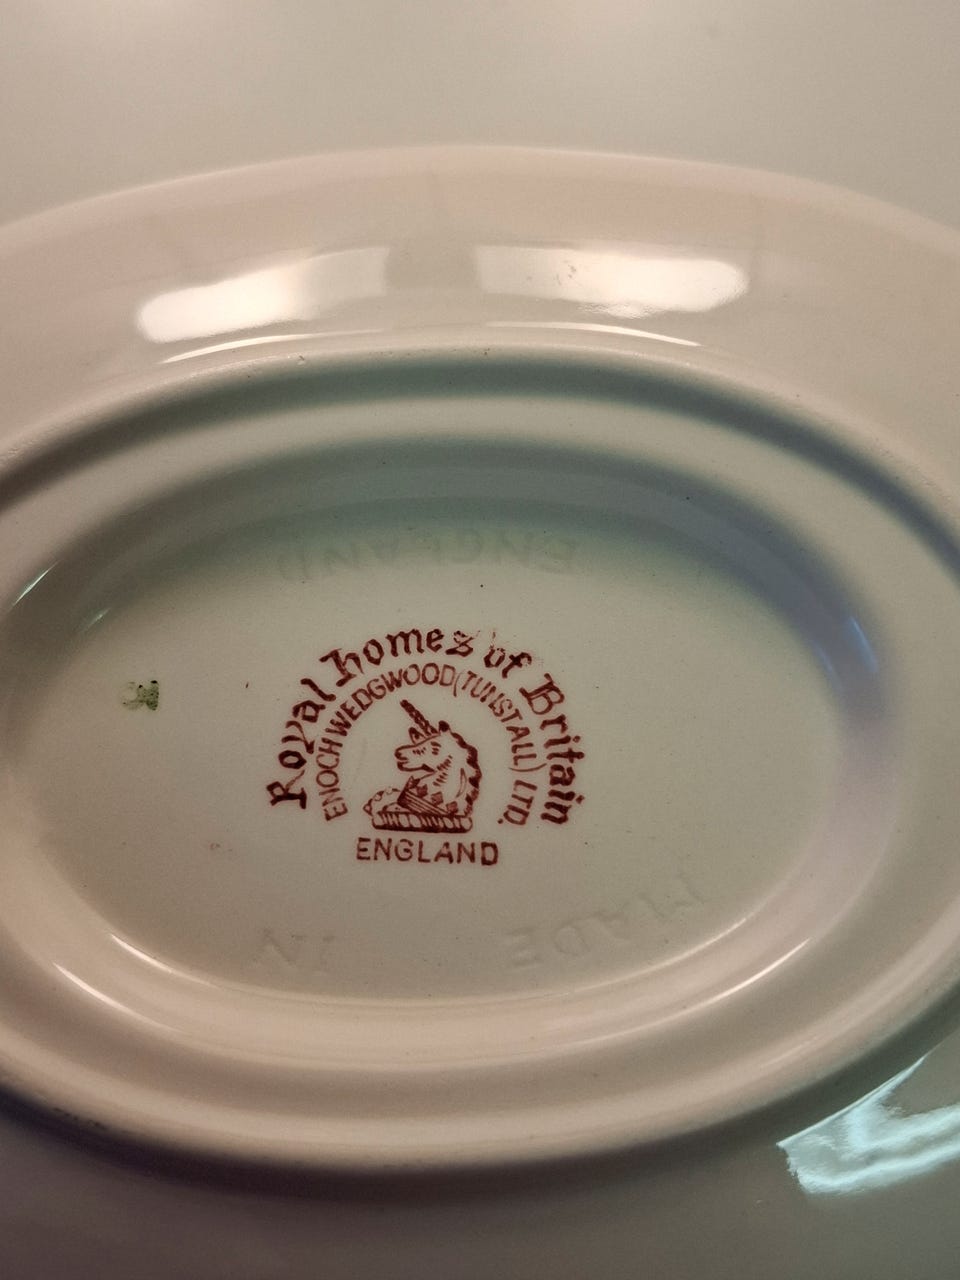 Royal Homes of Britain
ENOCH WEDGWOOD (TUNSTALL) LTD.
ENGLAND
MADE
IN
ENGLAND